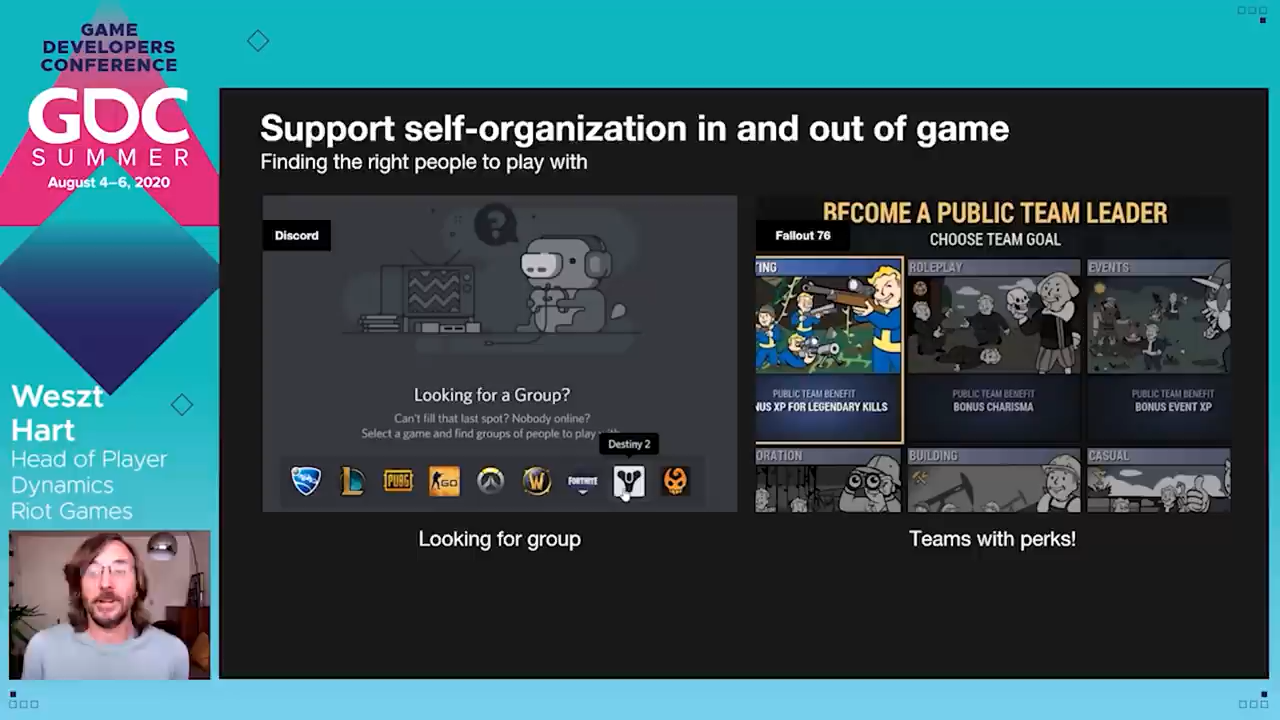 GAME
DEVELOPERS
CONFERENCE
GDC
SUMMER
August 4–6, 2020
Weszt
Hart
Head of Player
Dynamics
Riot Games
Support self-organization in and out of game
Finding the right people to play with
Discord
Looking for a Group?
Can't fill that last spot? Nobody online?
Select a game and find groups of people to play
Destiny 2
PUBG
GO
FORTNITE
Looking for group
BECOME A PUBLIC TEAM LEADER
Fallout 76
CHOOSE TEAM GOAL
TING
ROLEPLAY
EVENTS
PUBLIC TEAM BENEFIT
NUS XP FOR LEGENDARY KILLS
PUBLIC TEAM BENEFIT
BONUS CHARISMA
PUBLIC TEAM BENEFIT
BONUS EVENT XP
ORATION
BUILDING
CASUAL
Teams with perks!